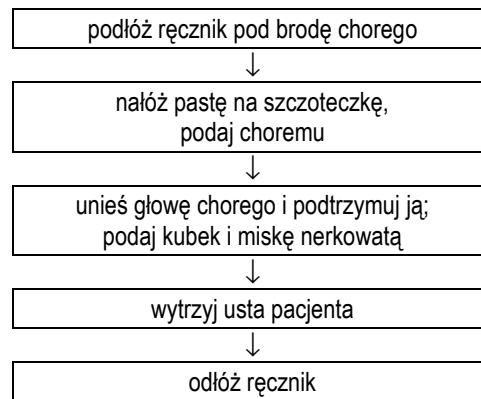 podłóż ręcznik pod brodę chorego
↓
nałóż pastę na szczoteczkę,
podaj choremu
↓
unieś głowę chorego i podtrzymuj ją;
podaj kubek i miskę nerkowatą
↓
wytrzyj usta pacjenta
↓
odłóż ręcznik